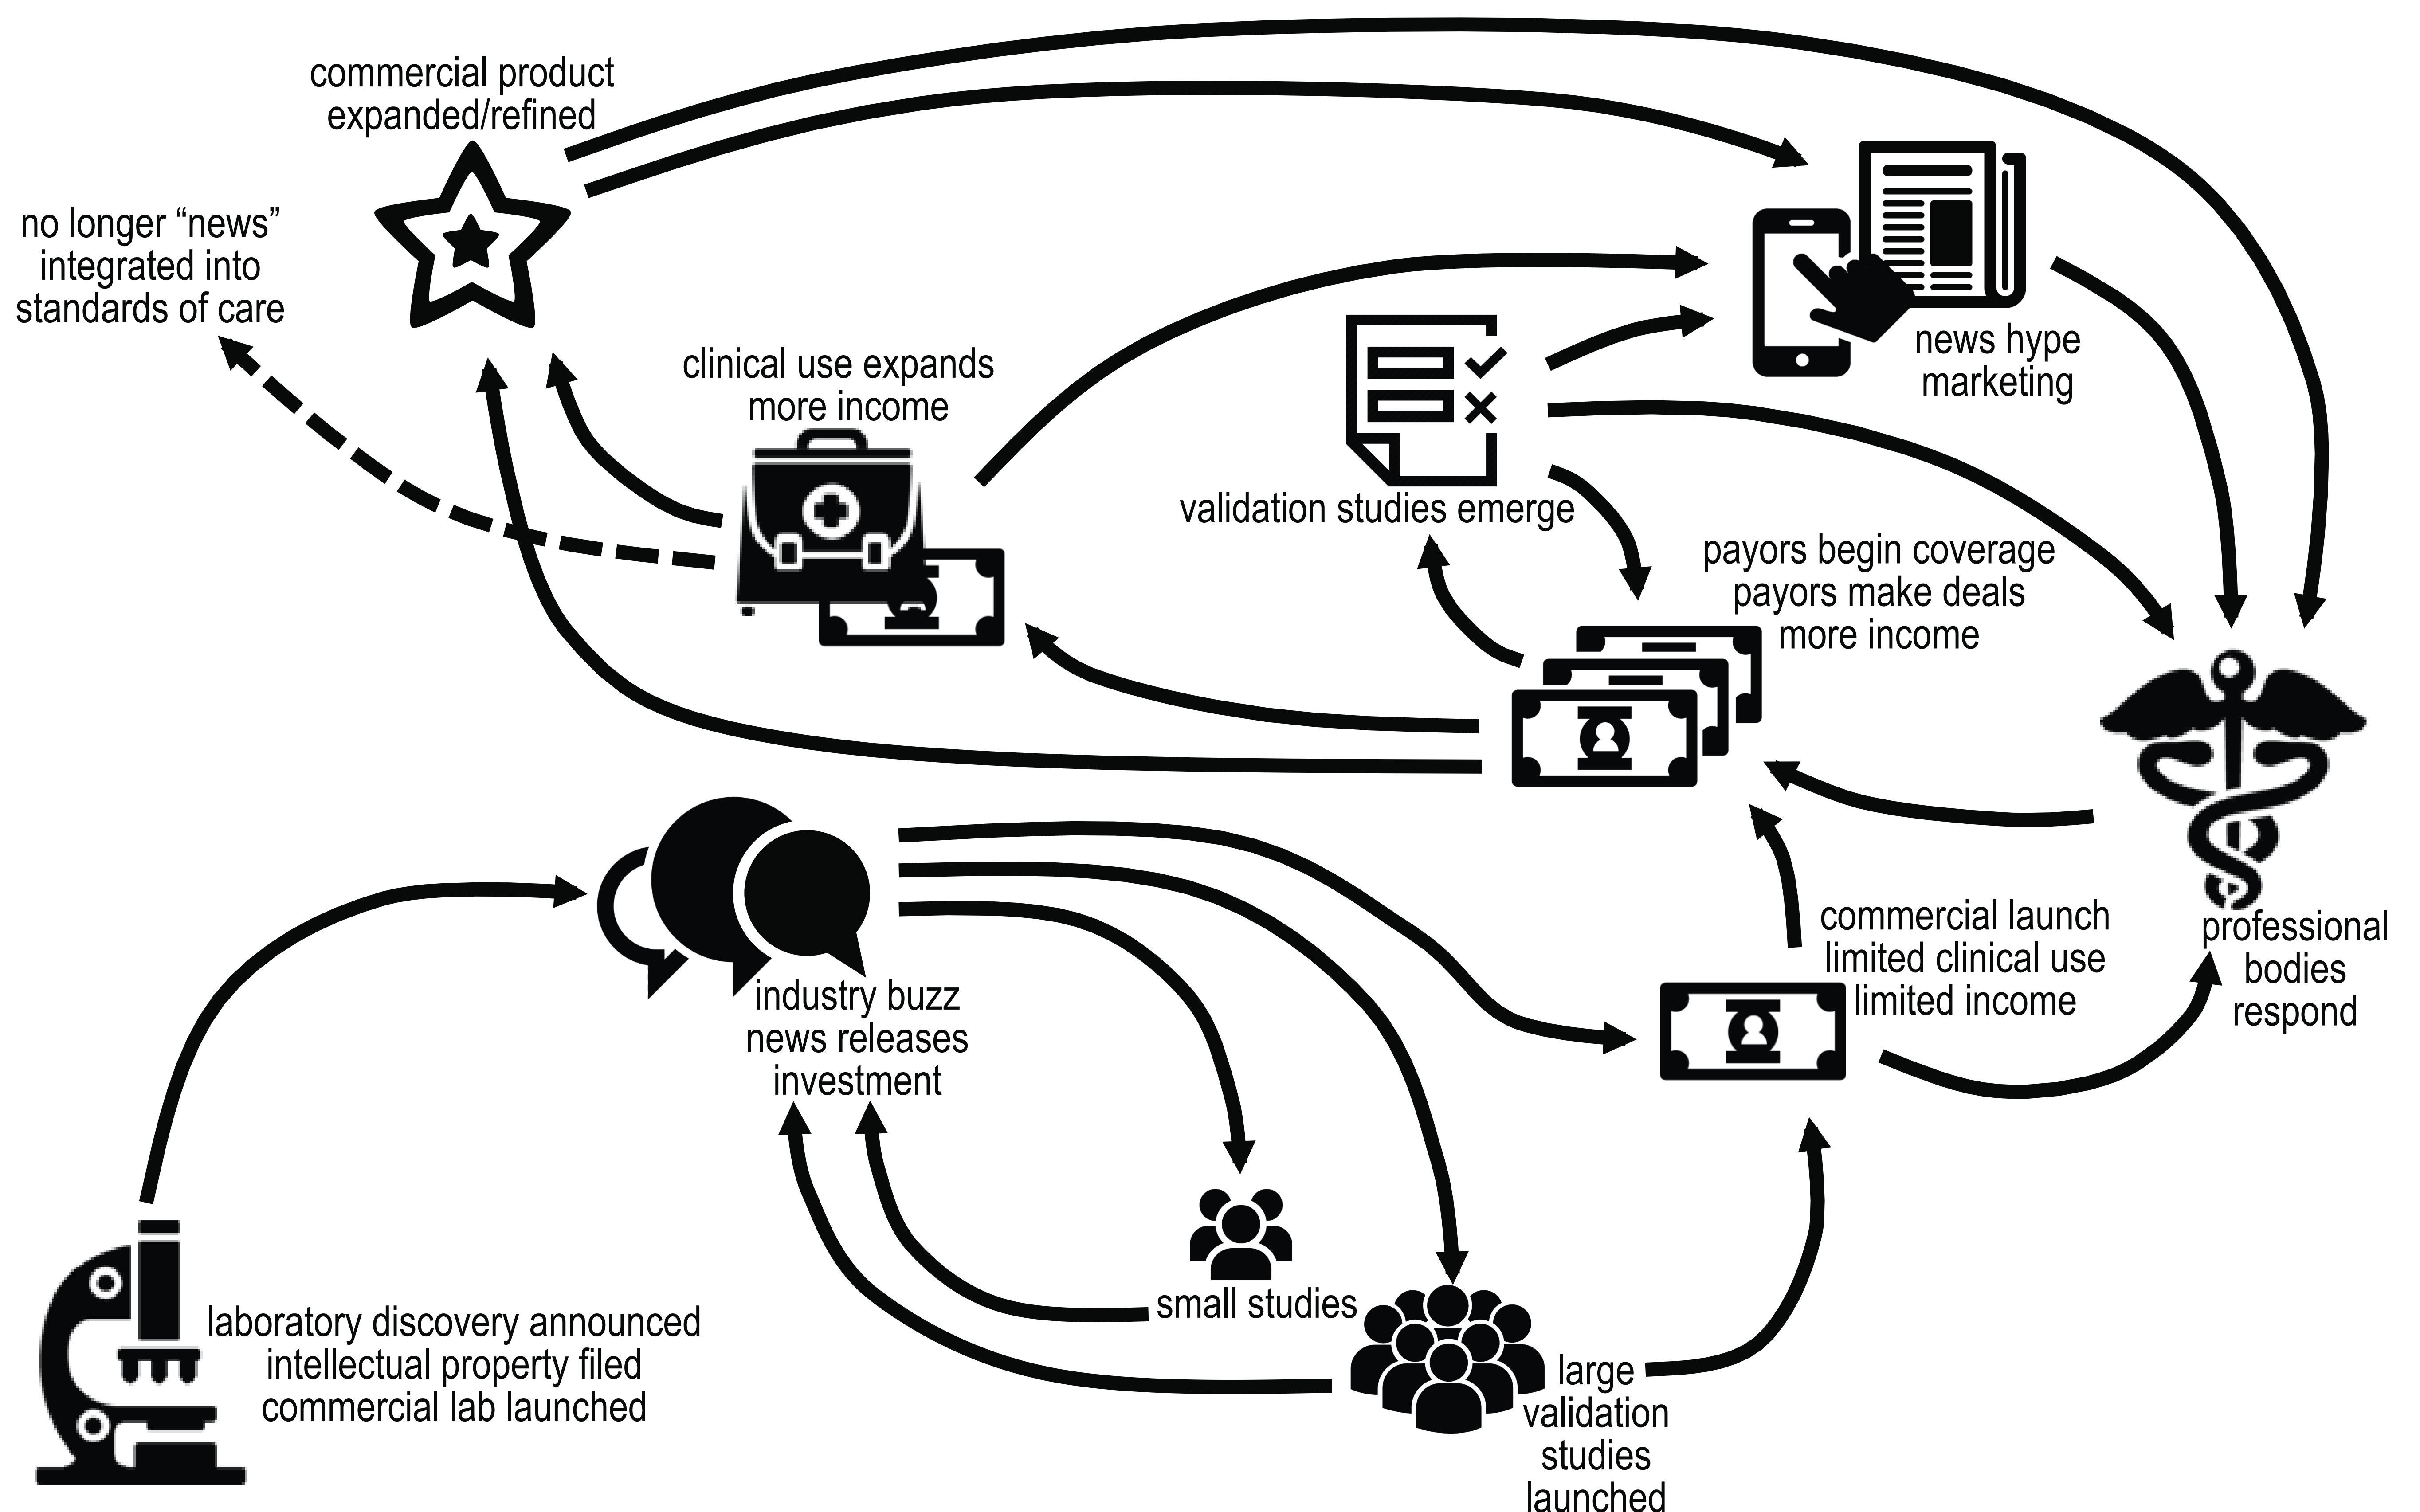 commercial product
expanded/refined
no longer “news”
integrated into
standards of care
clinical use expands
more income
validation studies emerge
news hype
marketing
payors begin coverage
payors make deals
more income
professional
bodies
respond
commercial launch
limited clinical use
limited income
industry buzz
news releases
investment
small studies
large
validation
studies
launched
laboratory discovery announced
intellectual property filed
commercial lab launched